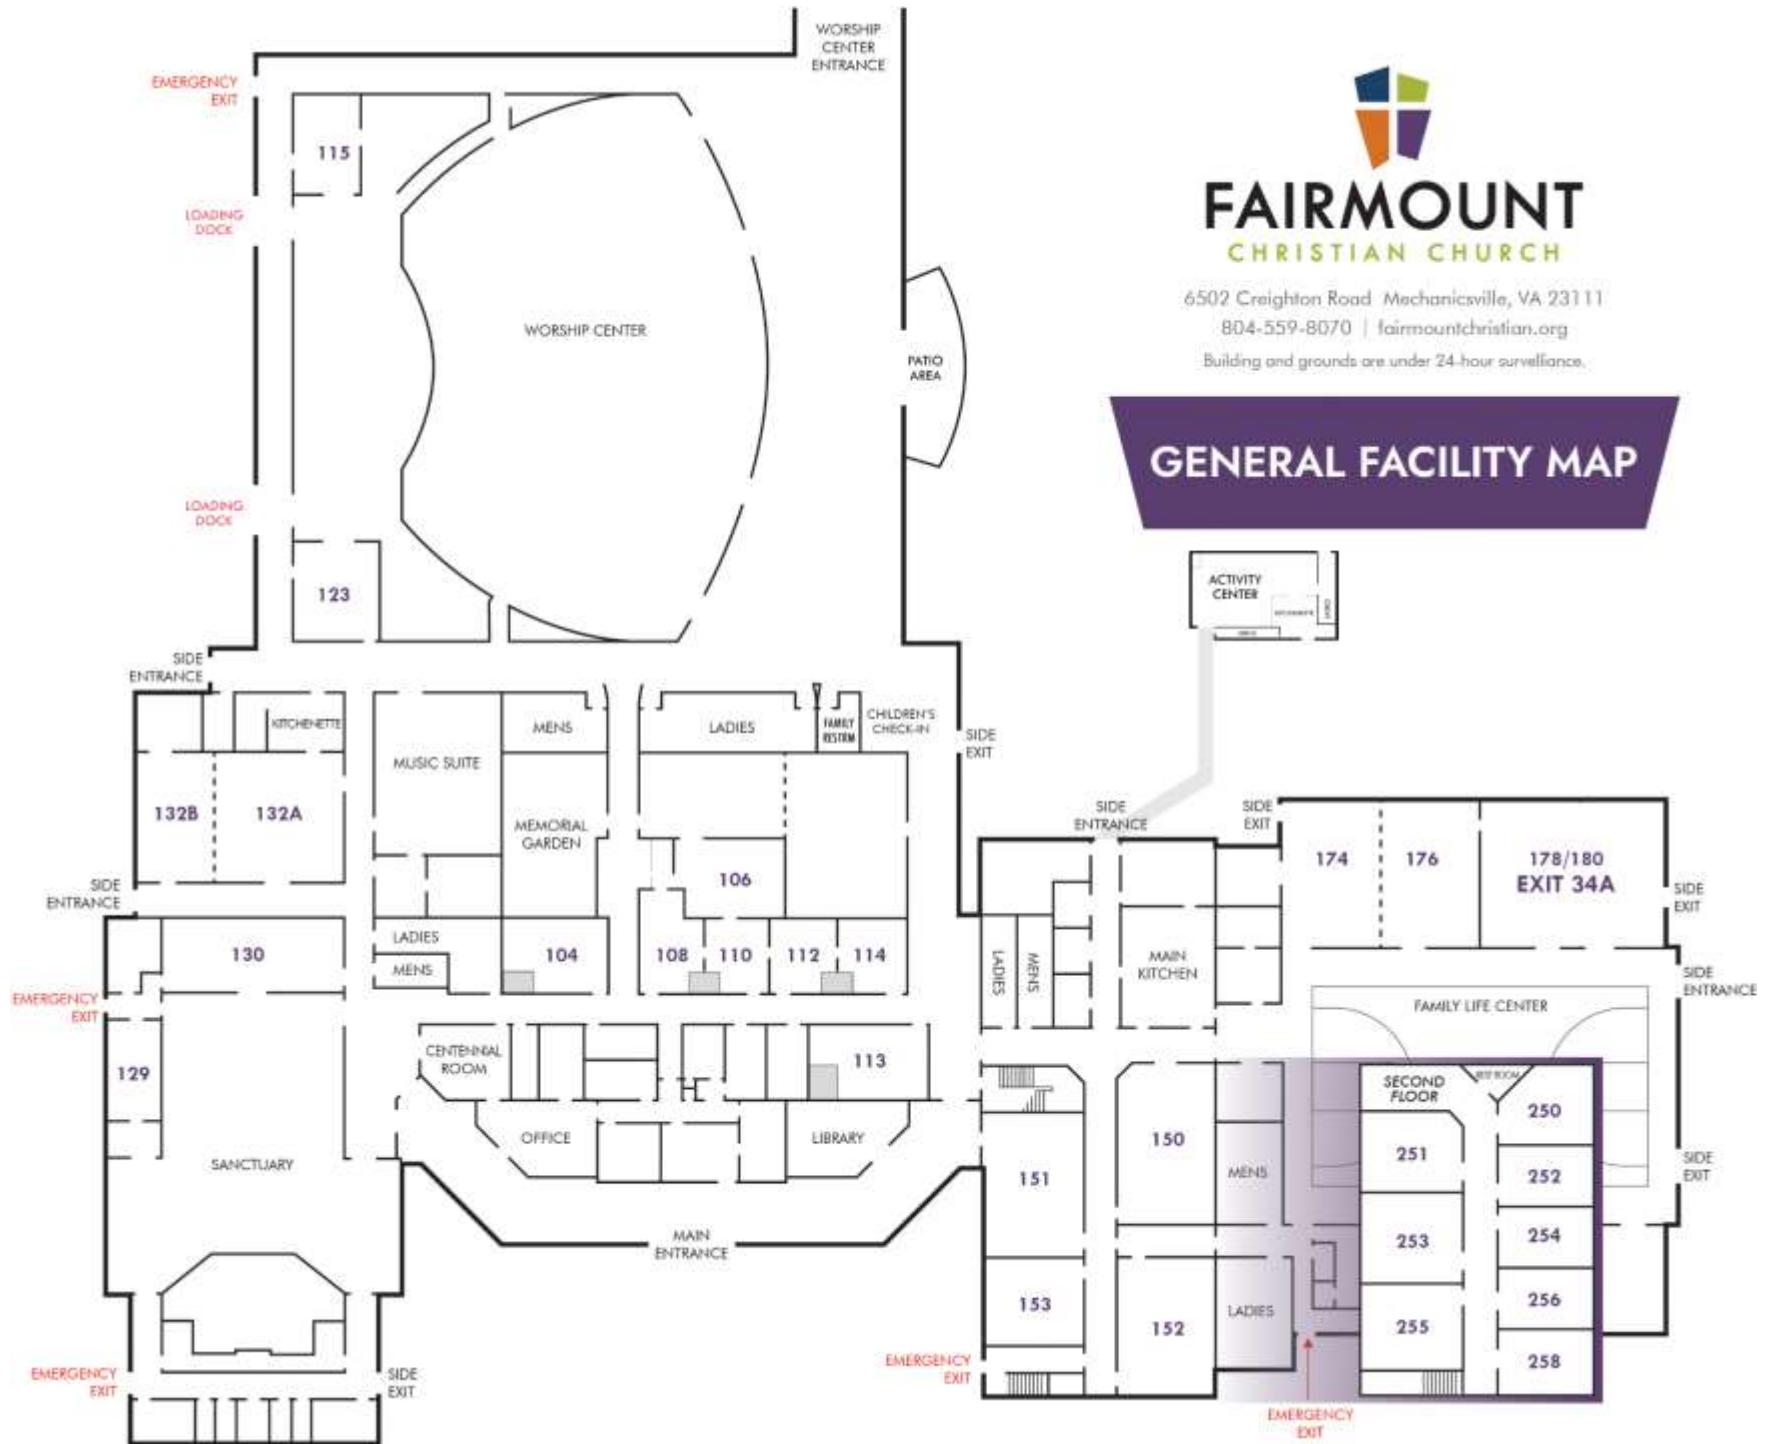 WORSHIP
CENTER
ENTRANCE
EMERGENCY
EXIT
115
LOADING
DOCK
WORSHIP CENTER
PATIO
AREA
LOADING
DOCK
123
FAIRMOUNT
CHRISTIAN CHURCH
6502 Creighton Road Mechanicsville, VA 23111
804-559-8070 | fairmountchristian.org
Building and grounds are under 24-hour survelliance.
GENERAL FACILITY MAP
ACTIVITY
CENTER
SIDE
ENTRANCE
KITCHENETTE
MENS
LADIES
FAMILY
RESTRM
CHILDREN'S
CHECK-IN
SIDE
EXIT
MUSIC SUITE
132B
132A
MEMORIAL
GARDEN
106
SIDE
ENTRANCE
SIDE
EXIT
174
176
178/180
EXIT 34A
SIDE
EXIT
SIDE
ENTRANCE
130
LADIES
MENS
104
108
110
112
114
LADIES
MENS
MAIN
KITCHEN
SIDE
ENTRANCE
FAMILY LIFE CENTER
EMERGENCY
EXIT
129
CENTENNIAL
ROOM
113
SECOND
FLOOR
REST ROOM
250
OFFICE
LIBRARY
150
251
SANCTUARY
151
MENS
252
SIDE
EXIT
MAIN
ENTRANCE
253
254
153
152
LADIES
255
256
258
EMERGENCY
EXIT
SIDE
EXIT
EMERGENCY
EXIT
EMERGENCY
EXIT